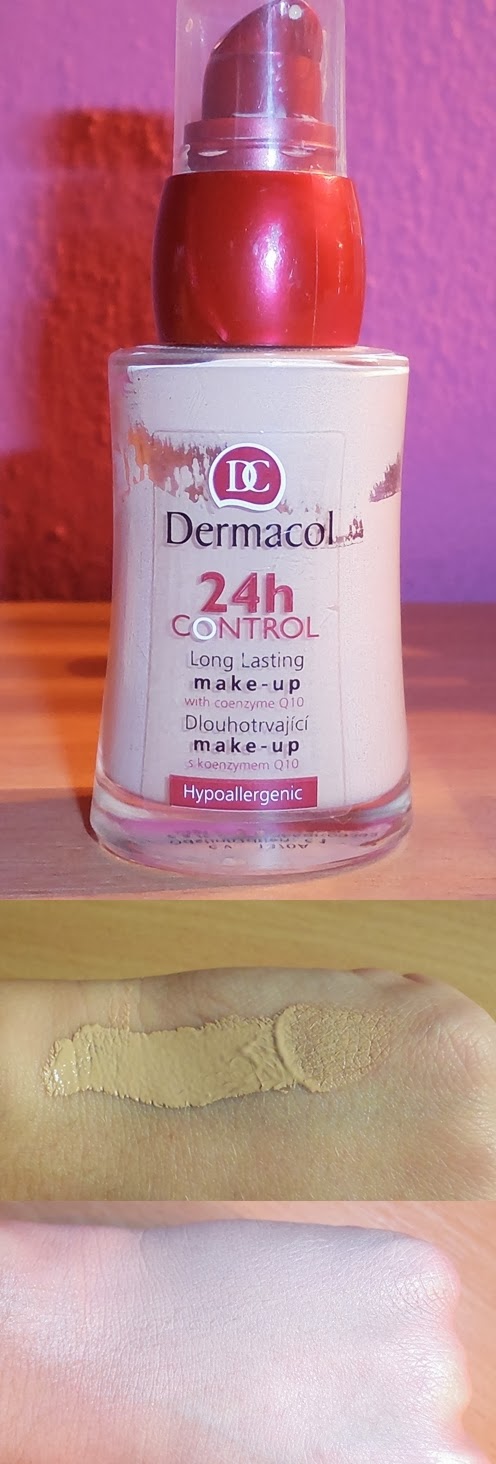 DC
Dermacol
24h
CONTROL
Long Lasting
make-up
with coenzyme Q10
Dlouhotrvající
make-up
s koenzymem Q10
Hypoallergenic